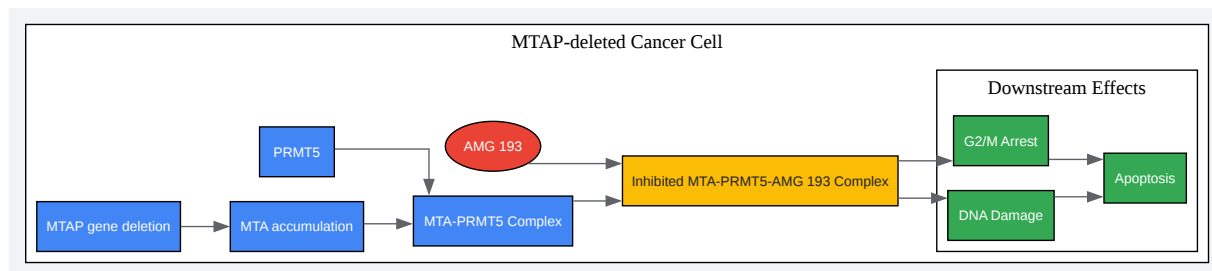 MTAP-deleted Cancer Cell
Downstream Effects
PRMT5
AMG 193
G2/M Arrest
Inhibited MTA-PRMT5-AMG 193 Complex
Apoptosis
MTAP gene deletion
MTA accumulation
MTA-PRMT5 Complex
DNA Damage